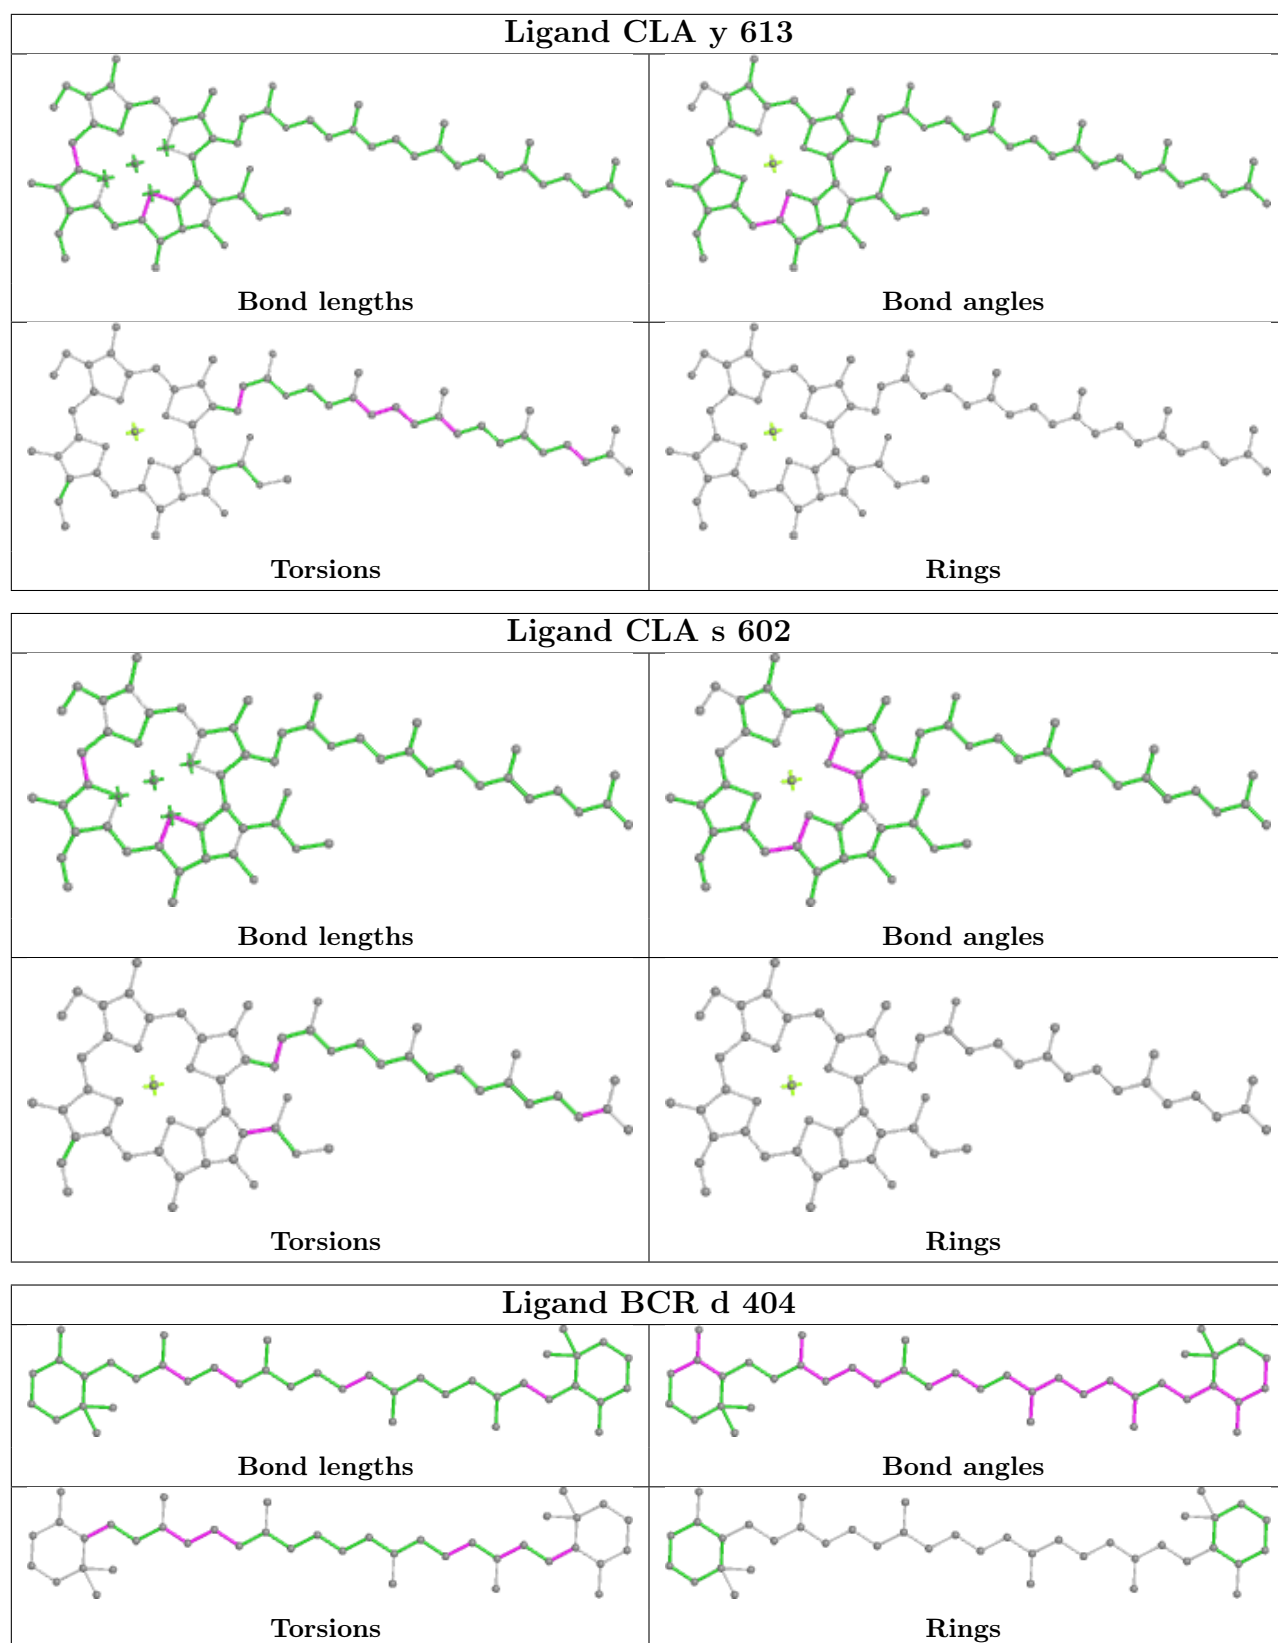 Ligand CLA y 613
Bond lengths
Bond angles
Torsions
Rings
Ligand CLA s 602
Bond lengths
Bond angles
Torsions
Rings
Ligand BCR d 404
Bond lengths
Bond angles
Torsions
Rings